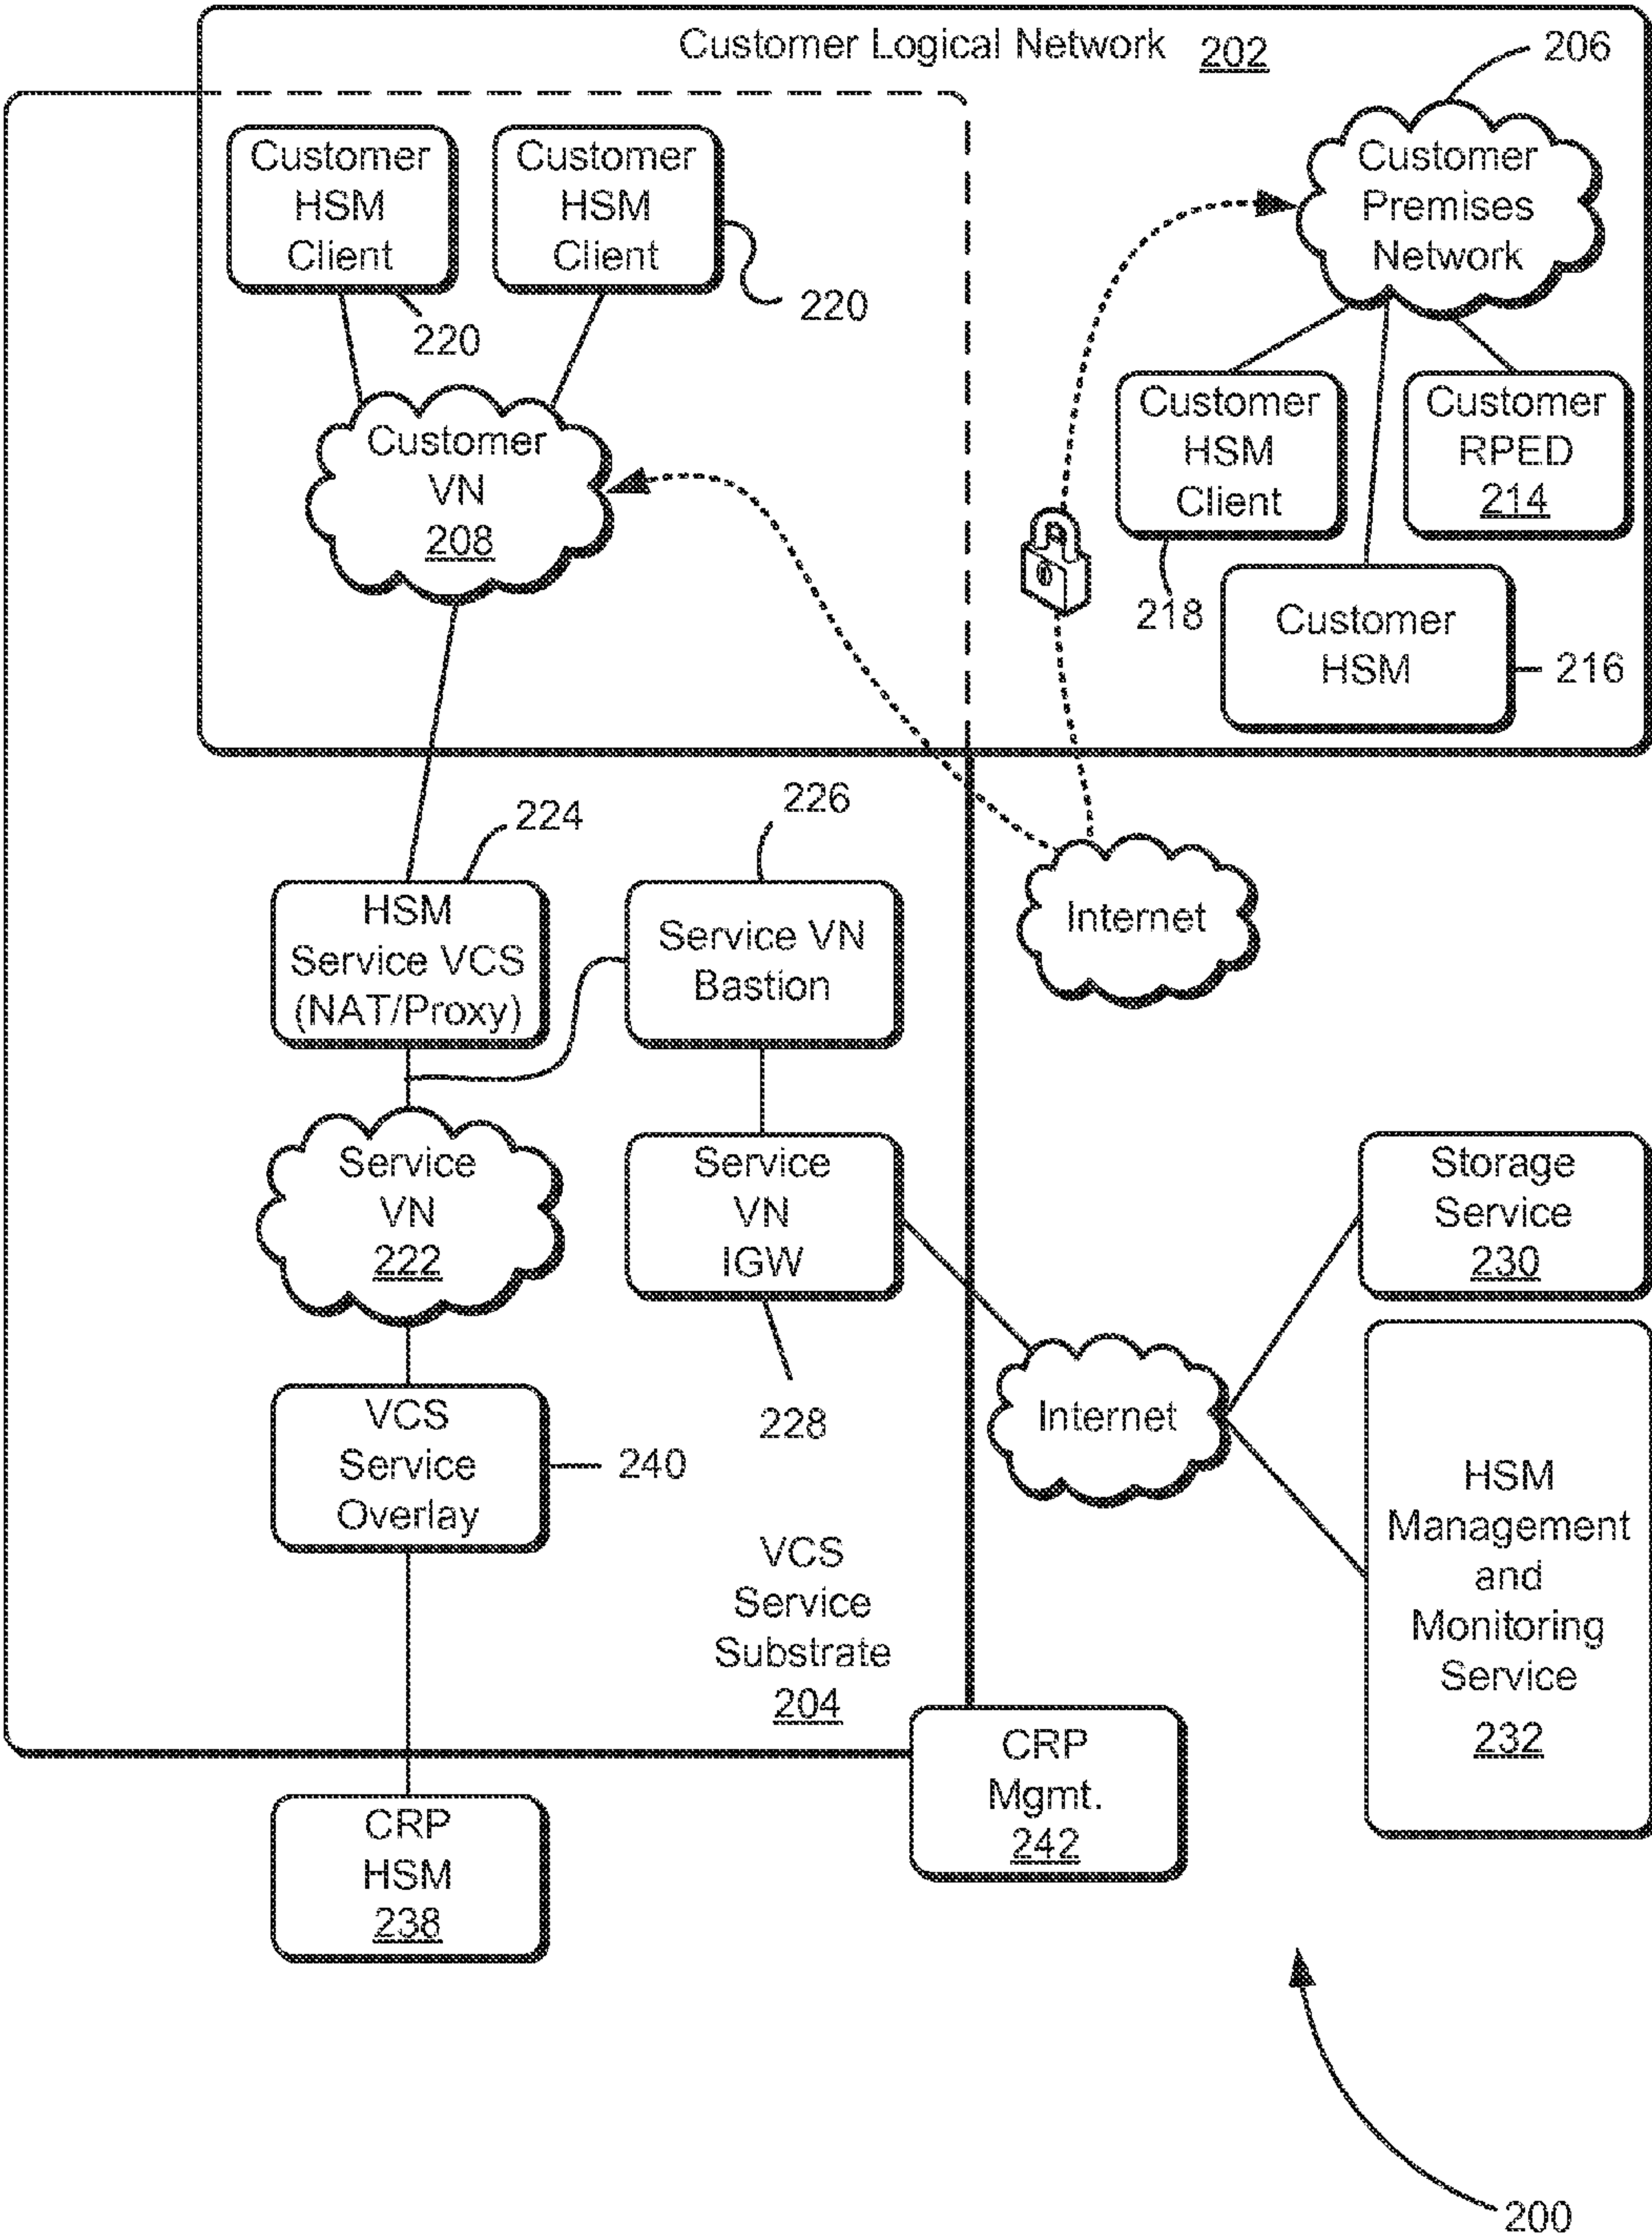 Customer Logical Network 202
206
Customer
HSM
Client
220
Customer
HSM
Client
220
Customer
Premises
Network
Customer
VN
208
Customer
HSM
Client
218
Customer
RPED
214
Customer
HSM
216
224
HSM
Service VCS
(NAT/Proxy)
226
Service VN
Bastion
Internet
Service
VN
222
Service
VN
IGW
228
Storage
Service
230
VCS
Service
Overlay
240
Internet
HSM
Management
and
Monitoring
Service
232
VCS
Service
Substrate
204
CRP
Mgmt.
242
CRP
HSM
238
200